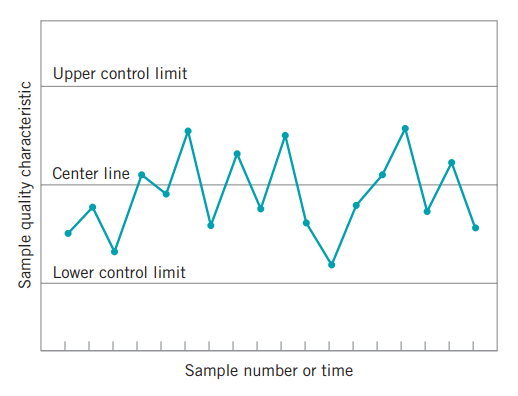 Sample quality characteristic
Upper control limit
Center line
Lower control limit
Sample number or time